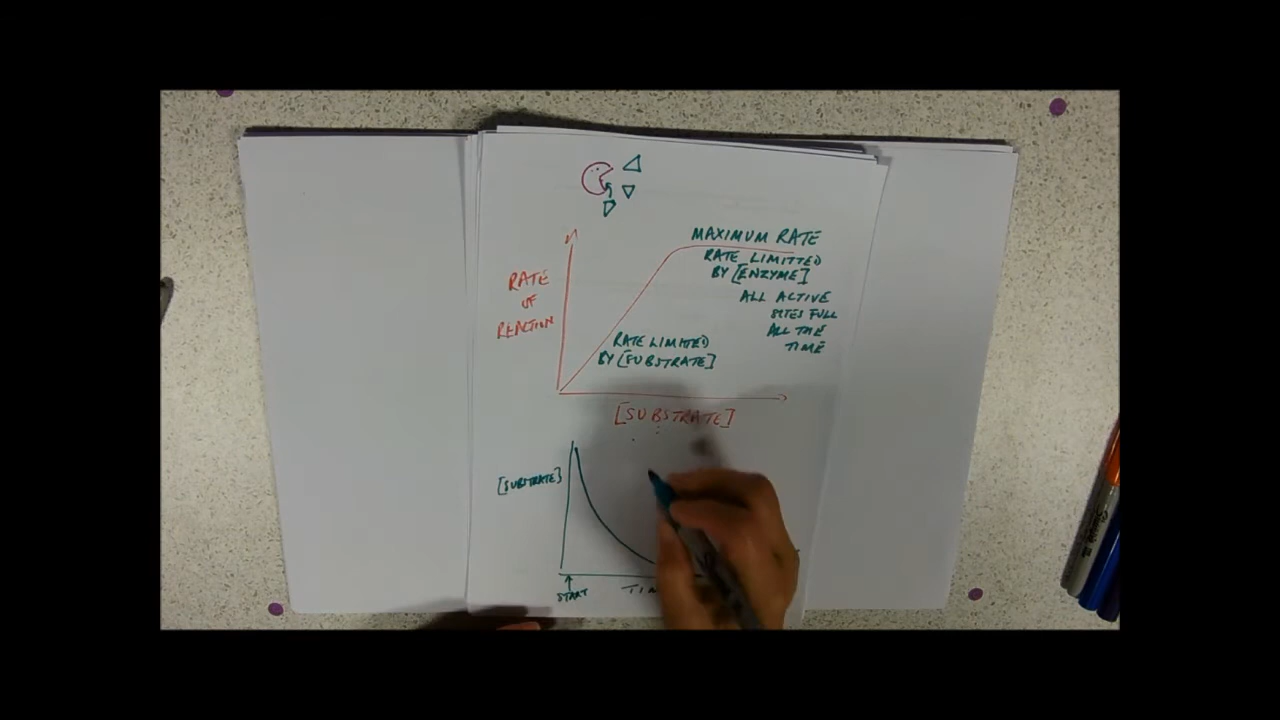 MAXIMUM RATE
RATE LIMITTED
BY [ENZYME]
ALL ACTIVE
SITES FULL
ALL THE
TIME
RATE
OF
REACTION
RATE LIMITED
BY [SUBSTRATE]
[SUBSTRATE]
[SUBSTRATE]
START